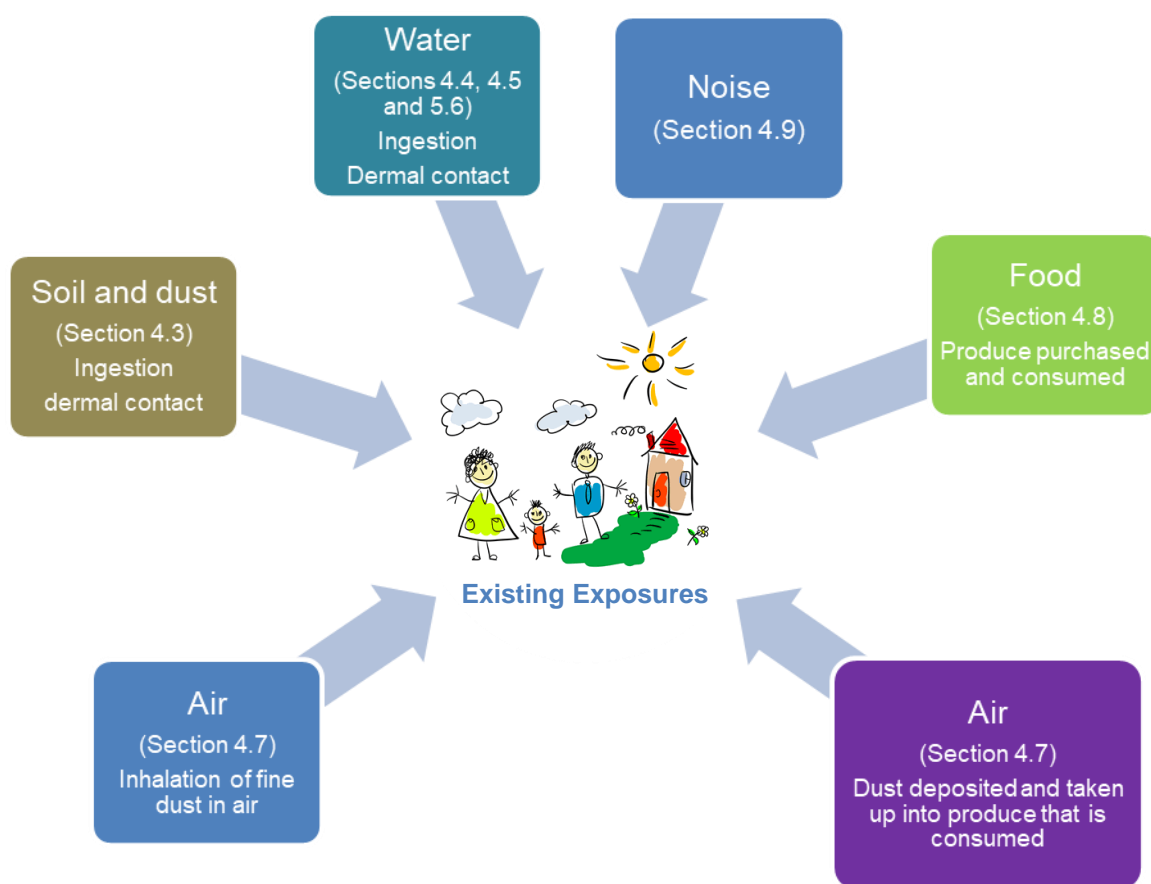 Water
(Sections 4.4, 4.5
and 5.6)
Ingestion
Dermal contact
Noise
(Section 4.9)
Soil and dust
(Section 4.3)
Ingestion
dermal contact
Food
(Section 4.8)
Produce purchased
and consumed
Existing Exposures
Air
(Section 4.7)
Inhalation of fine
dust in air
Air
(Section 4.7)
Dust deposited and taken
up into produce that is
consumed